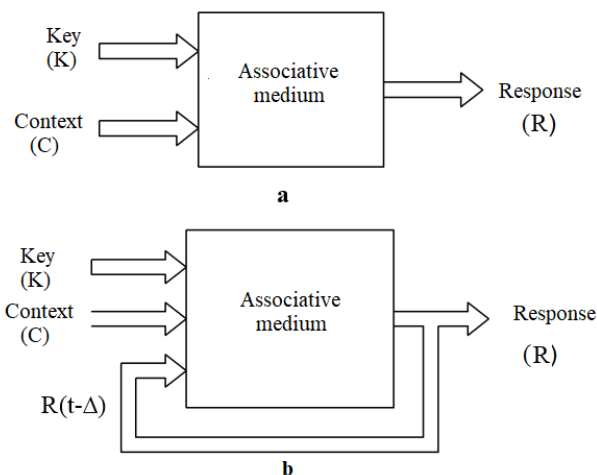 Key
(K)
Associative
medium
Response
(R)
Context
(C)
a
Key
(K)
Context
(C)
Associative
medium
Response
(R)
R(t-Δ)
b